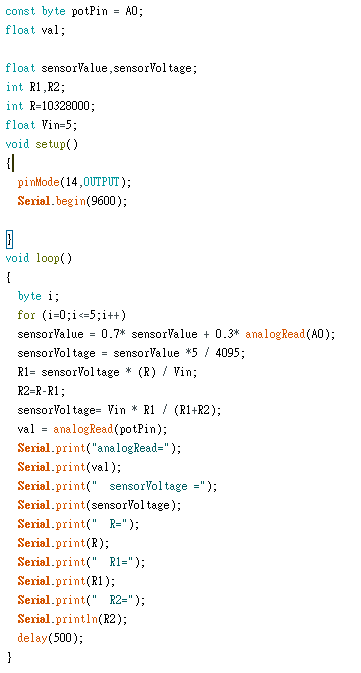 const byte potPin = A0;
float val;

float sensorValue,sensorVoltage;
int R1,R2;
int R=10328000;
float Vin=5;
void setup()
{
  pinMode(14,OUTPUT);
  Serial.begin(9600);

}
void loop()
{
  byte i;
  for (i=0;i<=5;i++)
  sensorValue = 0.7* sensorValue + 0.3* analogRead(A0);
  sensorVoltage = sensorValue *5 / 4095;
  R1= sensorVoltage * (R) / Vin;
  R2=R-R1;
  sensorVoltage= Vin * R1 / (R1+R2);
  val = analogRead(potPin);
  Serial.print("analogRead=");
  Serial.print(val);
  Serial.print("  sensorVoltage =");
  Serial.print(sensorVoltage);
  Serial.print("  R=");
  Serial.print(R);
  Serial.print("  R1=");
  Serial.print(R1);
  Serial.print("  R2=");
  Serial.println(R2);
  delay(500);
}